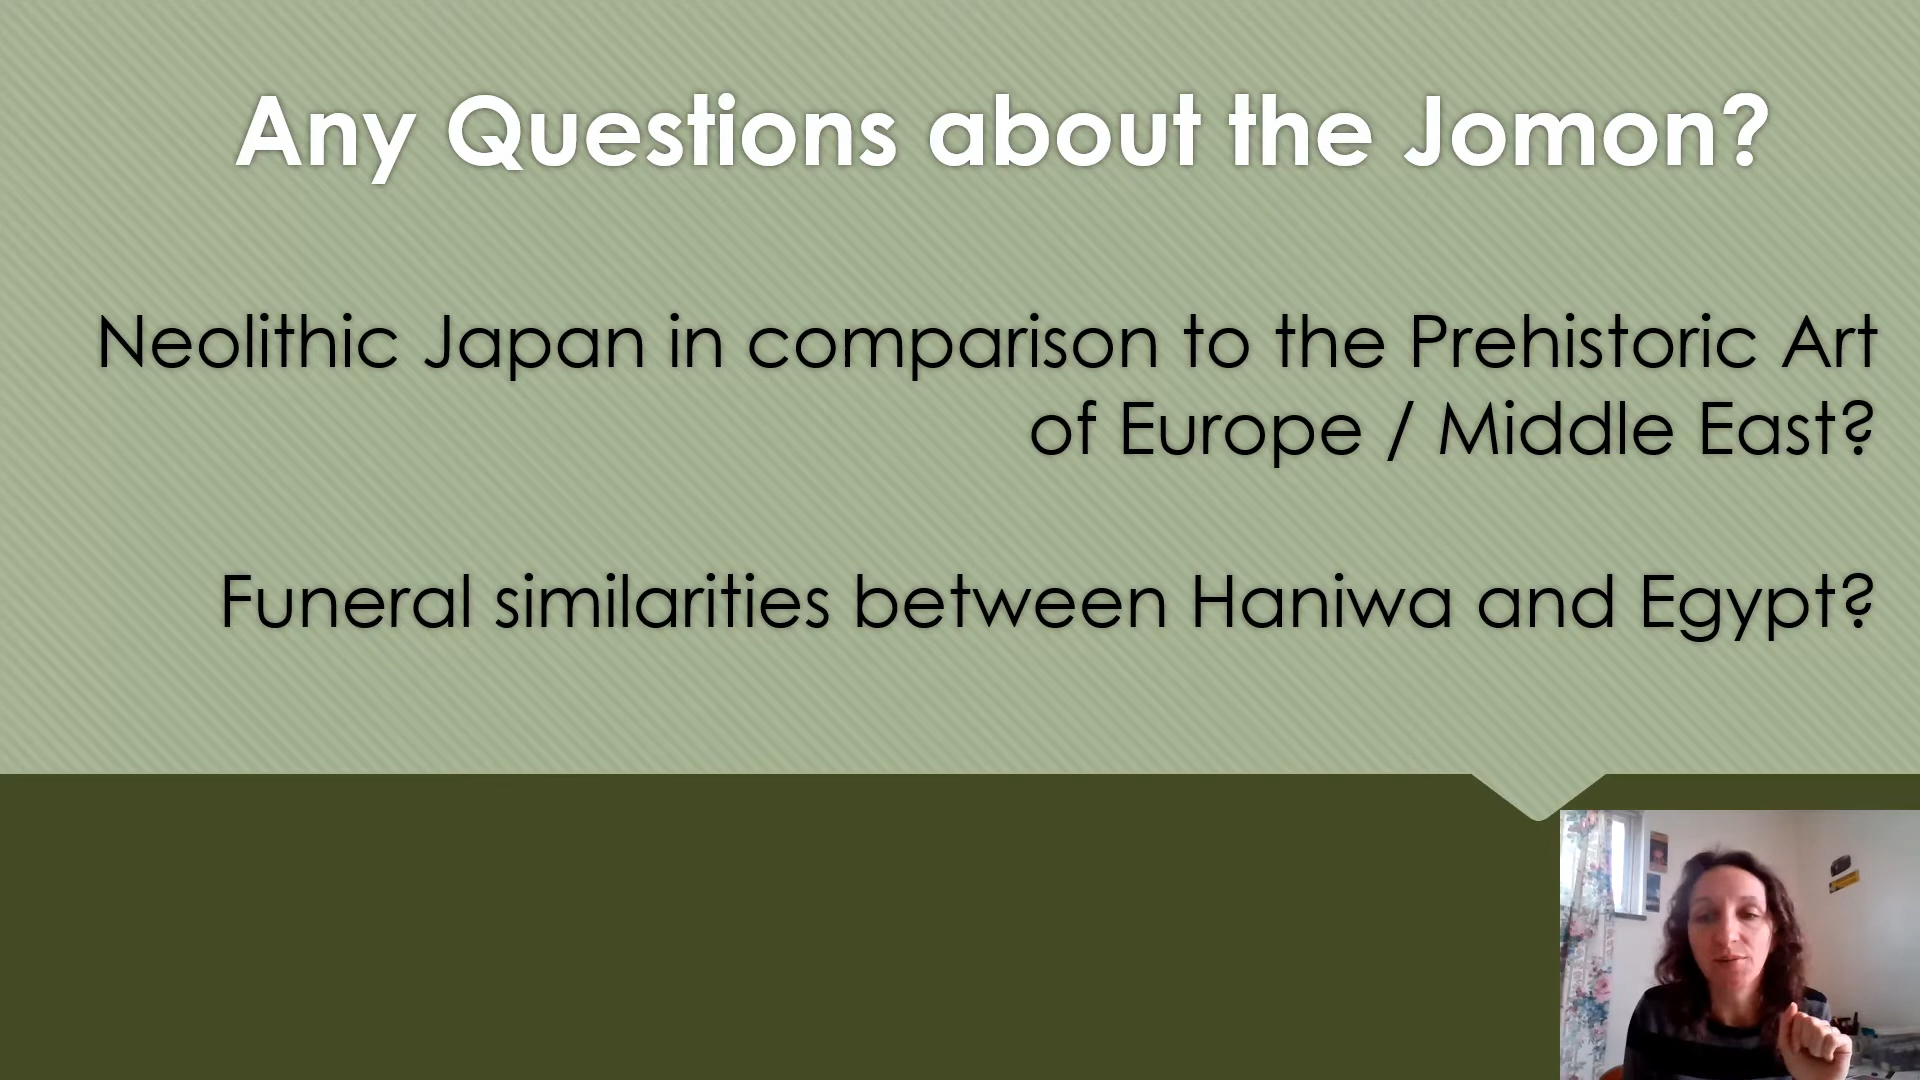 Any Questions about the Jomon?
Neolithic Japan in comparison to the Prehistoric Art
of Europe / Middle East?
Funeral similarities between Haniwa and Egypt?